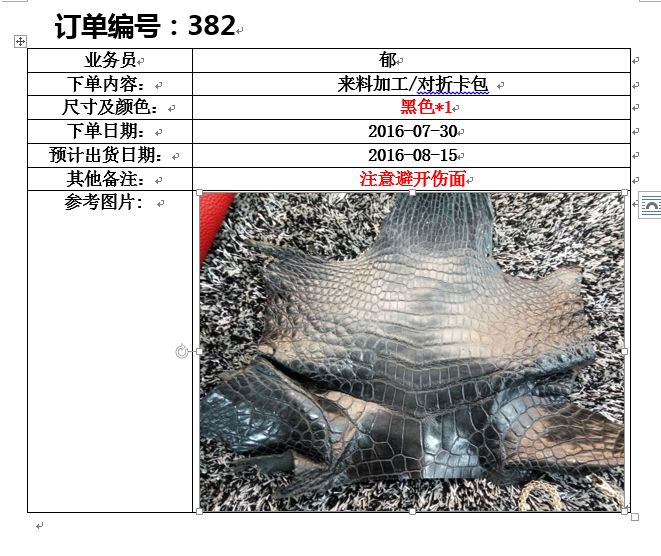 订单编号：382
业务员 郁
下单内容： 来料加工/对折卡包
尺寸及颜色： 黑色*1
下单日期： 2016-07-30
预计出货日期： 2016-08-15
其他备注： 注意避开伤面
参考图片：